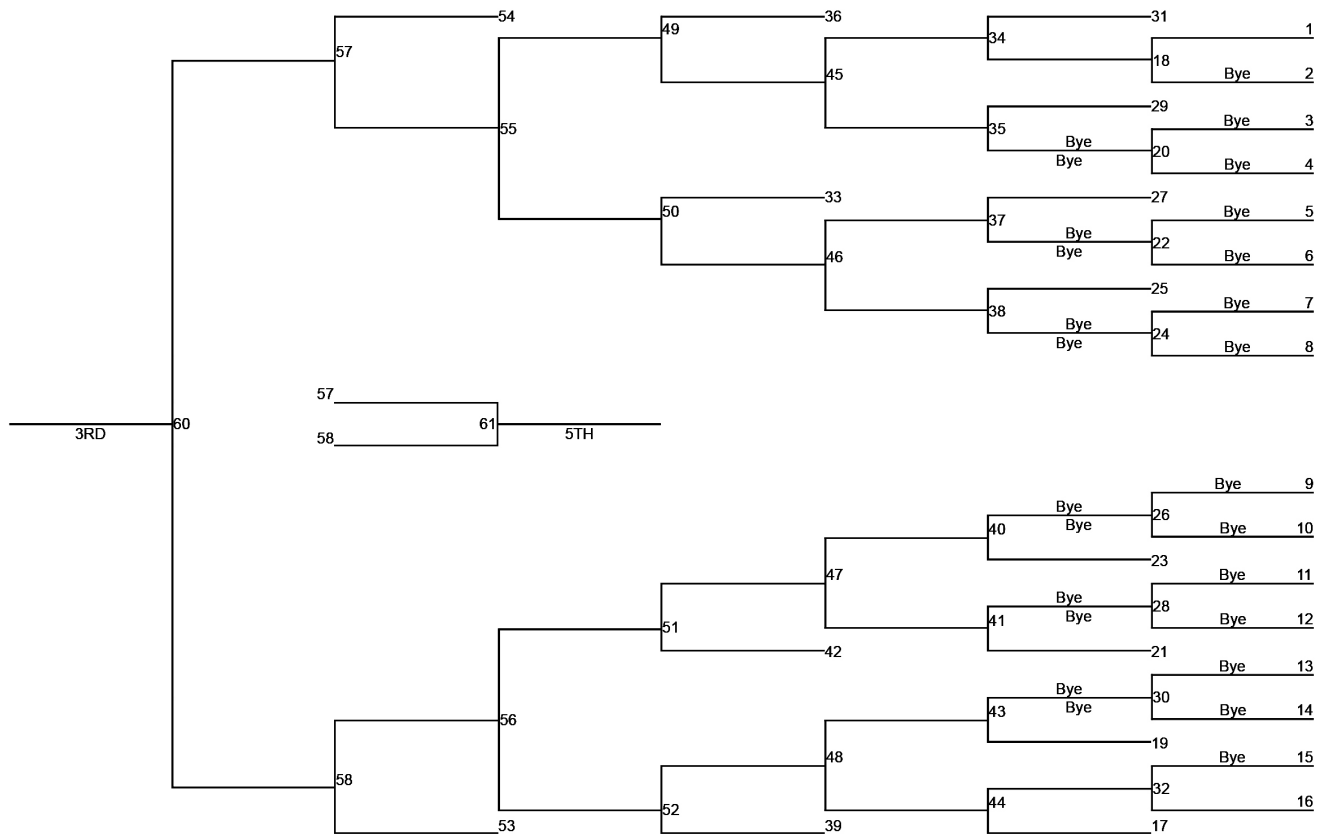 54 36 31
49 34 1
57 45 18
Bye 2
29
55 35 Bye 3
Bye 20
Bye Bye 4
33 27
50 37 Bye 5
Bye 22
46 Bye Bye 6
25
38 Bye 7
Bye 24
Bye Bye 8
57
60 61
3RD 58 5TH
Bye 9
Bye 26
40 Bye Bye 10
23
47 Bye 11
Bye 28
51 41 Bye Bye 12
42 21
Bye 13
Bye 30
56 43 Bye Bye 14
19
48 Bye 15
58 32
52 44 16
53 39 17